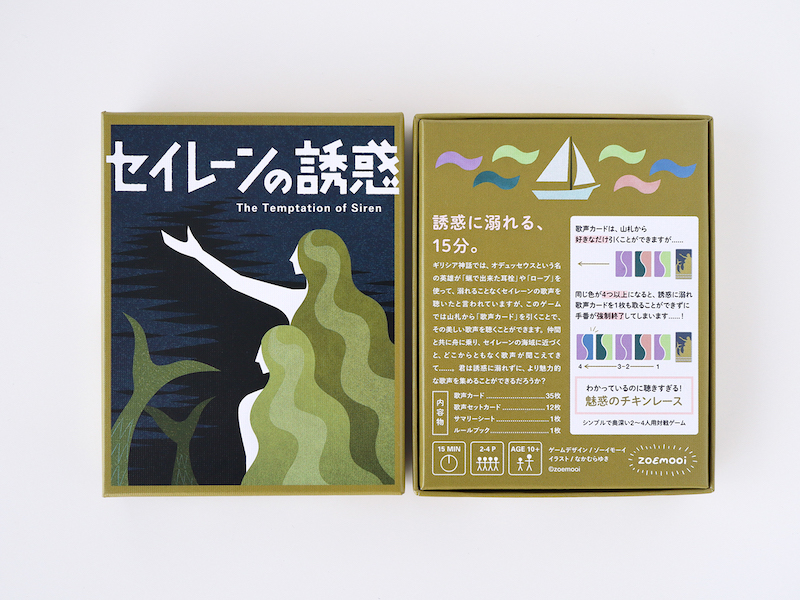 セイレーンの誘惑
The Temptation of Siren
誘惑に溺れる、
15分。
ギリシア神話では、オデュッセウスという名
の英雄が「蝋で出来た耳栓」や「ロープ」を
使って、溺れることなくセイレーンの歌声を
聴いたと言われていますが、このゲーム
では山札から「歌声カード」を引くことで、
その美しい歌声を聴くことができます。仲間
と共に舟に乗り、セイレーンの海域に近づく
と、どこからともなく歌声が聞こえてき
て……。君は誘惑に溺れずに、より魅力的
な歌声を集めることができるだろうか?
内容物
歌声カード……………………35枚
歌声セットカード……………12枚
サマリーシート………………1枚
ルールブック…………………1枚
15 MIN
2-4 P
AGE 10+
ゲームデザイン / ゾーイモーイ
イラスト / なかむらゆき
©zoemooi
歌声カードは、山札から
好きなだけ引くことができますが……
同じ色が4つ以上になると、誘惑に溺れ
歌声カードを1枚も取ることができずに
手番が強制終了してしまいます……!
4 3-2 1
わかっているのに聴きすぎる!
魅惑のチキンレース
シンプルで奥深い2〜4人用対戦ゲーム
zoEmooi